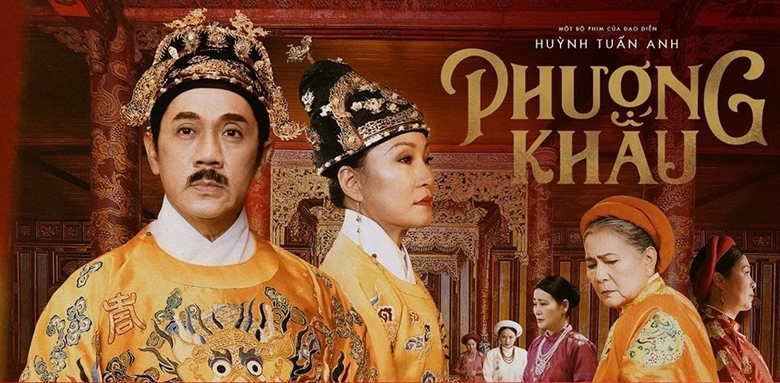 MỘT BỘ PHIM CỦA ĐẠO DIỄN
HUỲNH TUẤN ANH
PHƯỢNG
KHẤU